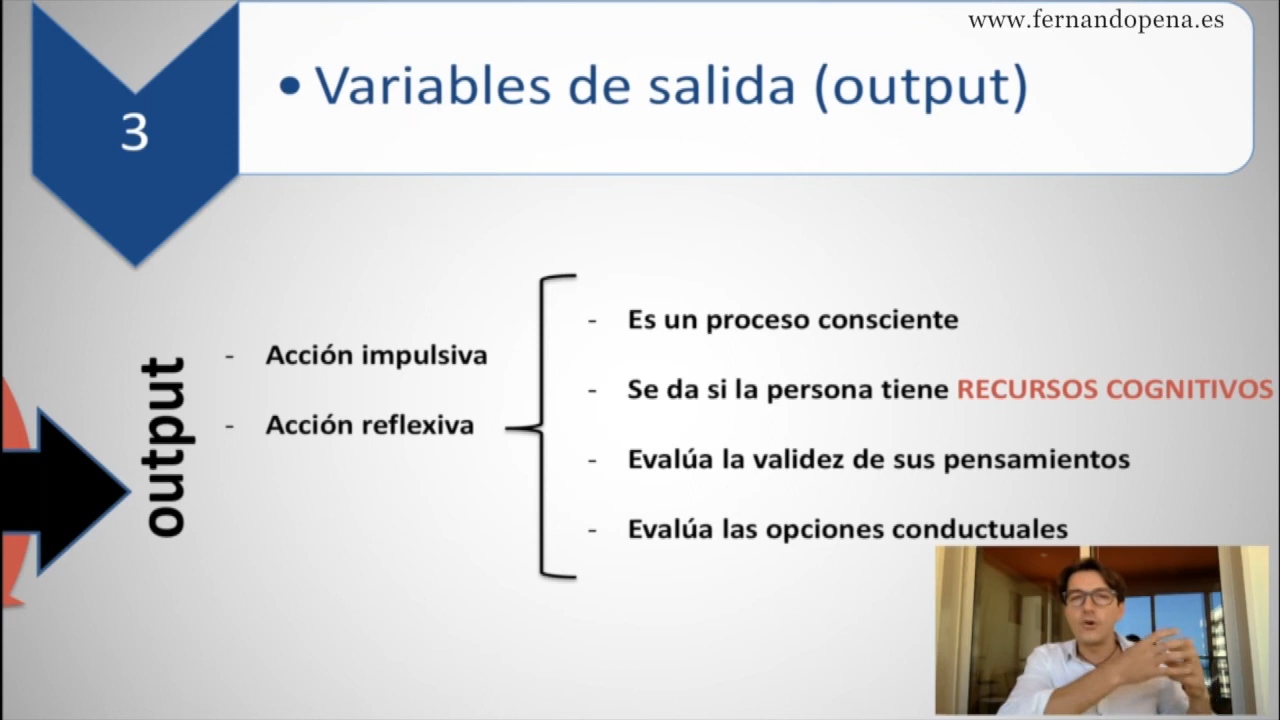 www.fernandopena.es
3
• Variables de salida (output)
output
- Acción impulsiva
- Acción reflexiva
- Es un proceso consciente
- Se da si la persona tiene RECURSOS COGNITIVOS
- Evalúa la validez de sus pensamientos
- Evalúa las opciones conductuales